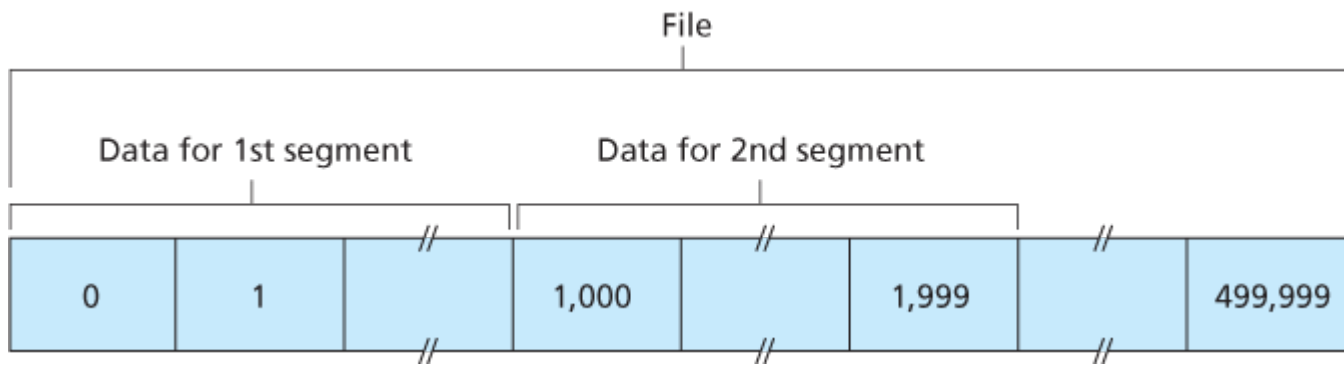 File
Data for 1st segment Data for 2nd segment
0 1 1,000 1,999 499,999